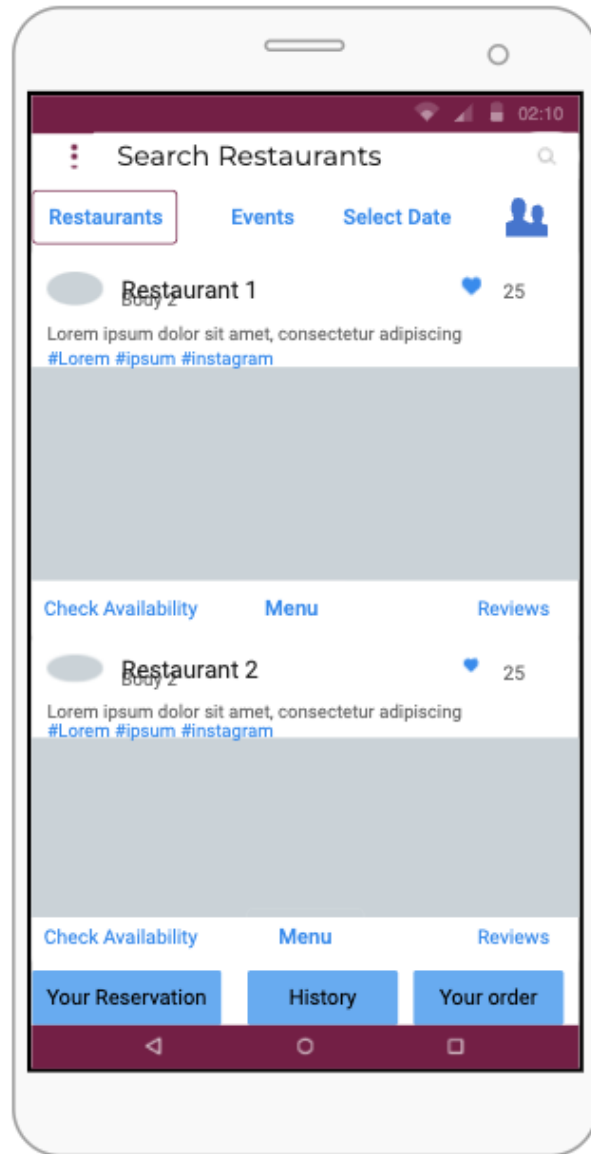 02:10
Search Restaurants
Restaurants Events Select Date
Restaurant 1 25
Body 2
Lorem ipsum dolor sit amet, consectetur adipiscing
#Lorem #ipsum #instagram
Check Availability Menu Reviews
Restaurant 2 25
Body 2
Lorem ipsum dolor sit amet, consectetur adipiscing
#Lorem #ipsum #instagram
Check Availability Menu Reviews
Your Reservation History Your order